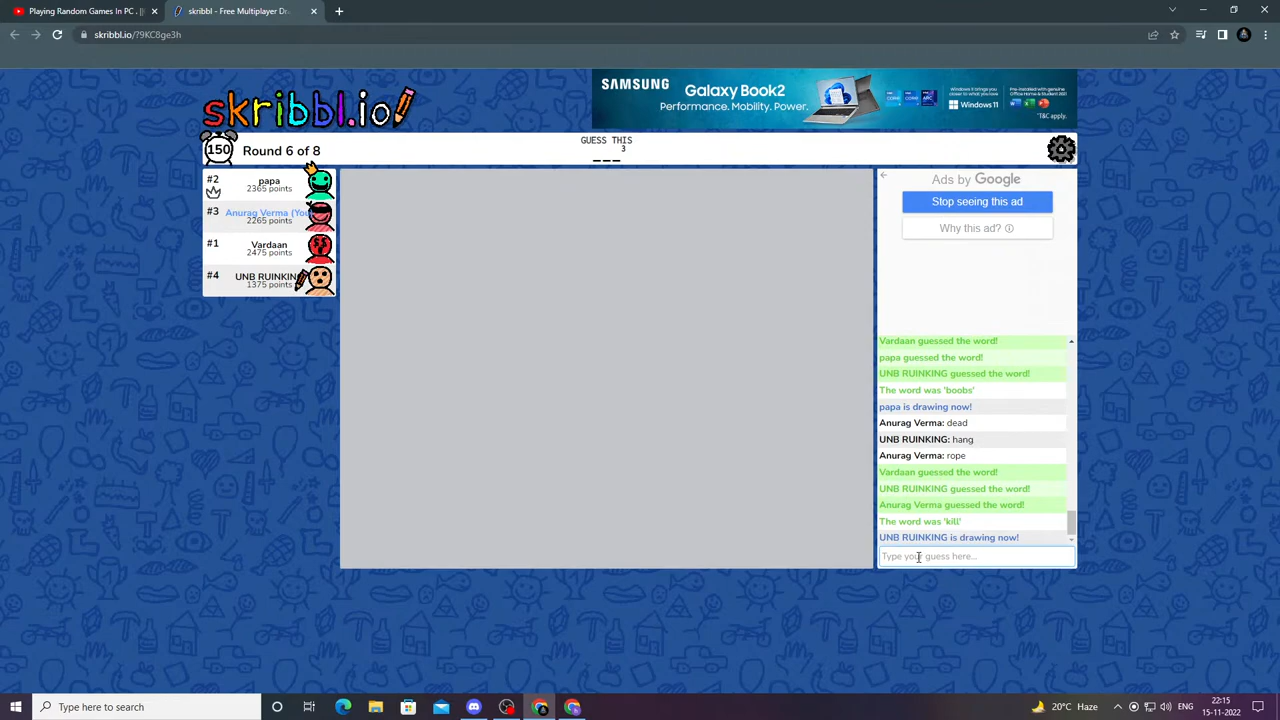 Playing Random Games In PC . ||
skribbl - Free Multiplayer Dr
skribbl.io/?9KC8ge3h
skribbl.io
SAMSUNG
Galaxy Book2
Performance. Mobility. Power.
Windows 11
*T&C apply.
150
Round 6 of 8
GUESS THIS
3
___
#2
papa
2365 points
#3
Anurag Verma (You
2265 points
#1
Vardaan
2475 points
#4
UNB RUINKIN
1375 points
Ads by Google
Stop seeing this ad
Why this ad?
Vardaan guessed the word!
papa guessed the word!
UNB RUINKING guessed the word!
The word was 'boobs'
papa is drawing now!
Anurag Verma: dead
UNB RUINKING: hang
Anurag Verma: rope
Vardaan guessed the word!
UNB RUINKING guessed the word!
Anurag Verma guessed the word!
The word was 'kill'
UNB RUINKING is drawing now!
Type your guess here...
Type here to search
20°C Haze
ENG
22:15
15-11-2022